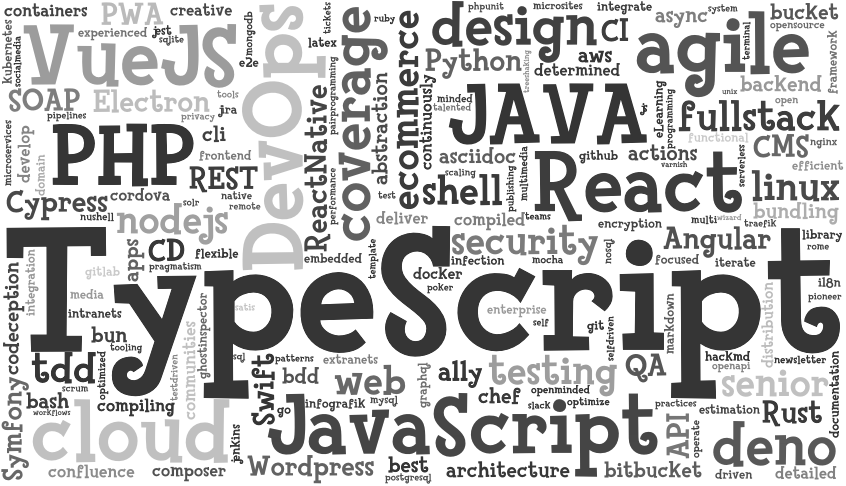 containers
PWA
creative
tickets
ruby
phpunit
microsites
integrate
async
system
bucket
opensource
Kubernetes
socialmedia
experienced
jest
sqlite
mongodb
e2e
latex
design
CI
agile
terminal
framework
VueJS
DevOps
coverage
ecommerce
Python
aws
determined
treeshaking
backend
unix
open
SOAP
Electron
tools
jira
pairprogramming
abstraction
continuously
minded
talented
JAVA
eLearning
programming
fullstack
pipelines
privacy
cli
microservices
develop
domain
PHP
frontend
REST
ReactNative
performance
asciidoc
scaling
github
actions
varnish
functional
serverless
CMS
nginx
efficient
Cypress
cordova
solr
native
remote
test
shell
publishing
multimedia
React
linux
bundling
nushell
nodejs
deliver
compiled
teams
encryption
multi
wizard
traefik
TypeScript
apps
CD
pragmatism
flexible
embedded
template
security
infection
mocha
nosql
Angular
focused
iterate
library
rome
codeception
integration
gitlab
media
intranets
docker
poker
i18n
pioneer
ghostinspector
satis
enterprise
self
git
selfdriven
markdown
distribution
bun
tooling
communities
sql
patterns
extranets
tdd
optimized
testdriven
scrum
Swift
bdd
web
mysql
graphql
ally
testing
QA
hackmd
openapi
newsletter
documentation
Symfony
bash
workflows
compiling
go
infografik
chef
openminded
slack
optimize
practices
senior
cloud
jenkins
JavaScript
API
operate
estimation
Rust
deno
confluence
composer
Wordpress
best
postgresql
architecture
bitbucket
driven
detailed